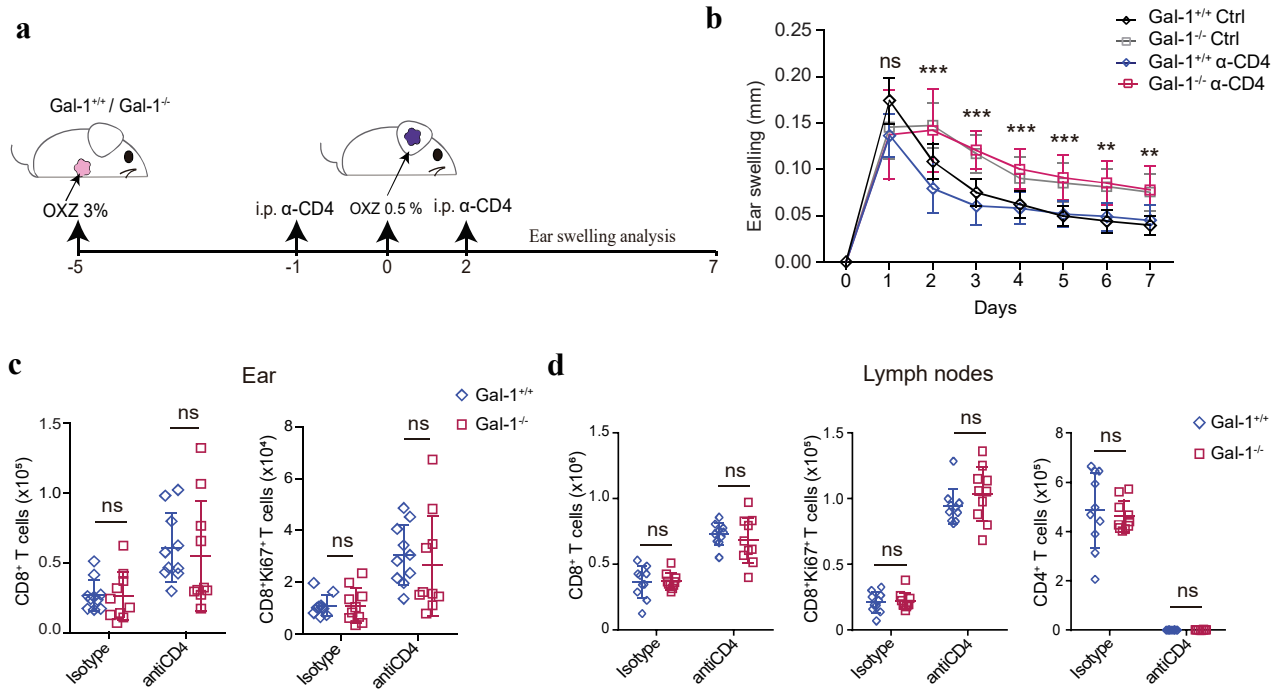 a
Gal-1+/+ / Gal-1-/-
OXZ 3%
i.p. α-CD4
OXZ 0.5 %
i.p. α-CD4
Ear swelling analysis
-5
-1
0
2
7
b
Gal-1+/+ Ctrl
Gal-1-/- Ctrl
Gal-1+/+ α-CD4
Gal-1-/- α-CD4
Ear swelling (mm)
0.25
0.20
0.15
0.10
0.05
0.00
ns
***
***
***
***
**
**
0 1 2 3 4 5 6 7
Days
c
Ear
Gal-1+/+
Gal-1-/-
CD8+ T cells (x10⁵)
1.5
1.0
0.5
0.0
ns
ns
Isotype
antiCD4
CD8+Ki67+ T cells (x10⁴)
8
6
4
2
0
ns
ns
Isotype
antiCD4
d
Lymph nodes
Gal-1+/+
Gal-1-/-
CD8+ T cells (x10⁶)
1.5
1.0
0.5
0.0
ns
ns
Isotype
antiCD4
CD8+Ki67+ T cells (x10⁵)
1.5
1.0
0.5
0.0
ns
ns
Isotype
antiCD4
CD4+ T cells (x10⁵)
8
6
4
2
0
ns
ns
Isotype
antiCD4